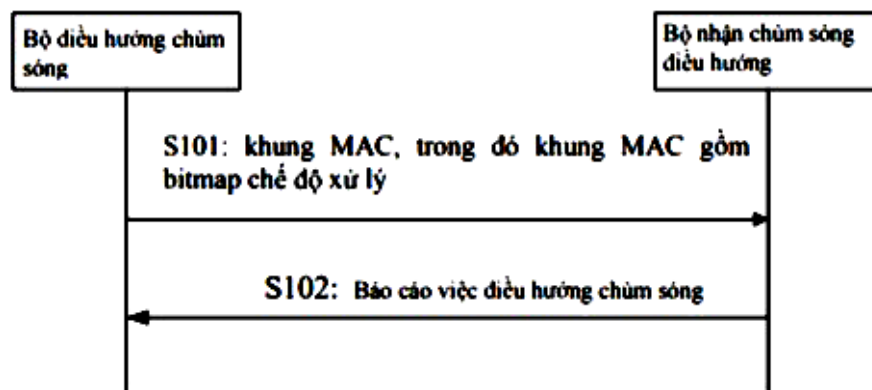 Bộ điều hướng chùm
sóng
Bộ nhận chùm sóng
điều hướng
S101: khung MAC, trong đó khung MAC gồm
bitmap chế độ xử lý
S102: Báo cáo việc điều hướng chùm sóng